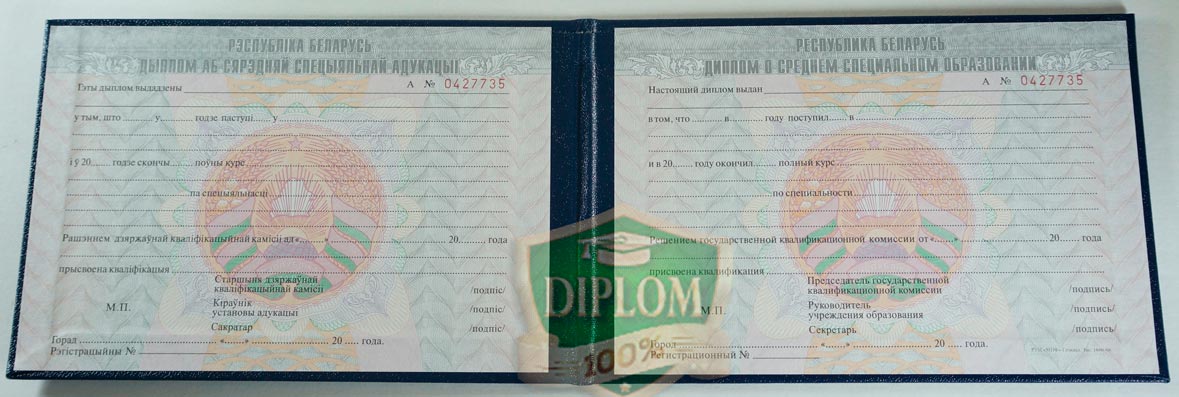 РЭСПУБЛІКА БЕЛАРУСЬ
ДЫПЛОМ АБ СЯРЭДНЯЙ СПЕЦЫЯЛЬНАЙ АДУКАЦЫІ
А № 0427735
Гэты дыплом выдадзены
у тым, што ........ у ........ годзе паступі ..... у
і ў 20....... годзе скончы ........ поўны курс
па спецыяльнасці
Рашэннем дзяржаўнай кваліфікацыйнай камісіі ад «.......» 20....... года
прысвоена кваліфікацыя
Старшыня дзяржаўнай
кваліфікацыйнай камісіі /подпіс/
М.П. Кіраўнік
установы адукацыі /подпіс/
Сакратар /подпіс/
Горад «......» 20 ..... года.
Рэгістрацыйны №
РЕСПУБЛИКА БЕЛАРУСЬ
ДИПЛОМ О СРЕДНЕМ СПЕЦИАЛЬНОМ ОБРАЗОВАНИИ
А № 0427735
Настоящий диплом выдан
в том, что ........ в ........ году поступил ..... в
и в 20....... году окончил ........ полный курс
по специальности
Решением государственной квалификационной комиссии от «.......» 20....... года
присвоена квалификация
Председатель государственной
квалификационной комиссии /подпись/
М.П. Руководитель
учреждения образования /подпись/
Секретарь /подпись/
Город «......» 20 ..... года.
Регистрационный №
DIPLOM
100%